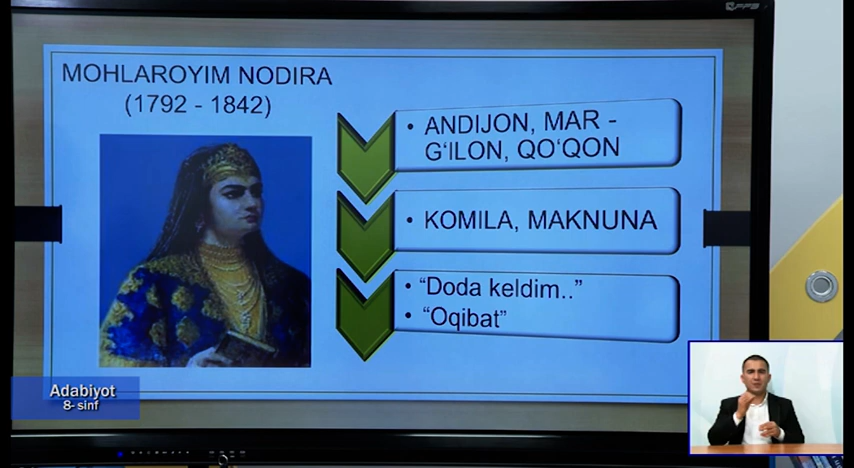 MOHLAROYIM NODIRA
(1792 - 1842)
• ANDIJON, MAR -
G‘ILON, QO‘QON
• KOMILA, MAKNUNA
• “Doda keldim..”
• “Oqibat”
Adabiyot
8- sinf